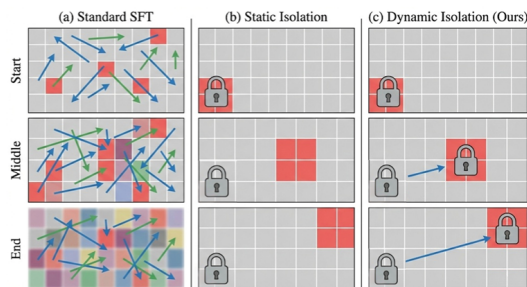 (a) Standard SFT
(b) Static Isolation
(c) Dynamic Isolation (Ours)
Start
Middle
End